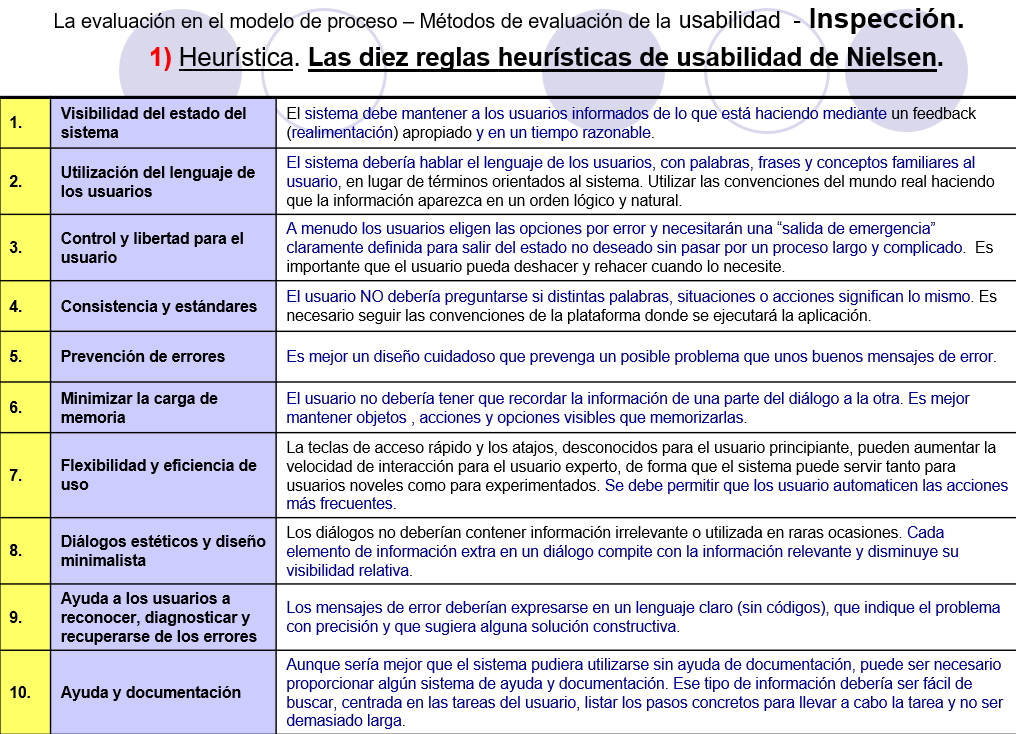 La evaluación en el modelo de proceso – Métodos de evaluación de la usabilidad - Inspección.
1) Heurística. Las diez reglas heurísticas de usabilidad de Nielsen.
1.
Visibilidad del estado del
sistema
El sistema debe mantener a los usuarios informados de lo que está haciendo mediante un feedback
(realimentación) apropiado y en un tiempo razonable.
2.
Utilización del lenguaje de
los usuarios
El sistema debería hablar el lenguaje de los usuarios, con palabras, frases y conceptos familiares al
usuario, en lugar de términos orientados al sistema. Utilizar las convenciones del mundo real haciendo
que la información aparezca en un orden lógico y natural.
3.
Control y libertad para el
usuario
A menudo los usuarios eligen las opciones por error y necesitarán una “salida de emergencia”
claramente definida para salir del estado no deseado sin pasar por un proceso largo y complicado. Es
importante que el usuario pueda deshacer y rehacer cuando lo necesite.
4.
Consistencia y estándares
El usuario NO debería preguntarse si distintas palabras, situaciones o acciones significan lo mismo. Es
necesario seguir las convenciones de la plataforma donde se ejecutará la aplicación.
5.
Prevención de errores
Es mejor un diseño cuidadoso que prevenga un posible problema que unos buenos mensajes de error.
6.
Minimizar la carga de
memoria
El usuario no debería tener que recordar la información de una parte del diálogo a la otra. Es mejor
mantener objetos , acciones y opciones visibles que memorizarlas.
7.
Flexibilidad y eficiencia de
uso
La teclas de acceso rápido y los atajos, desconocidos para el usuario principiante, pueden aumentar la
velocidad de interacción para el usuario experto, de forma que el sistema puede servir tanto para
usuarios noveles como para experimentados. Se debe permitir que los usuario automaticen las acciones
más frecuentes.
8.
Diálogos estéticos y diseño
minimalista
Los diálogos no deberían contener información irrelevante o utilizada en raras ocasiones. Cada
elemento de información extra en un diálogo compite con la información relevante y disminuye su
visibilidad relativa.
9.
Ayuda a los usuarios a
reconocer, diagnosticar y
recuperarse de los errores
Los mensajes de error deberían expresarse en un lenguaje claro (sin códigos), que indique el problema
con precisión y que sugiera alguna solución constructiva.
10.
Ayuda y documentación
Aunque sería mejor que el sistema pudiera utilizarse sin ayuda de documentación, puede ser necesario
proporcionar algún sistema de ayuda y documentación. Ese tipo de información debería ser fácil de
buscar, centrada en las tareas del usuario, listar los pasos concretos para llevar a cabo la tarea y no ser
demasiado larga.